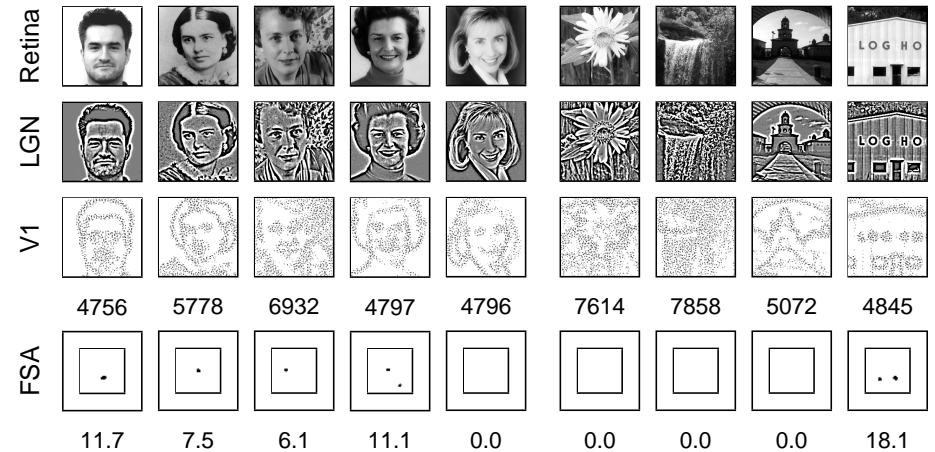 Retina
LOG HO
LGN
LOG HO
V1
4756 5778 6932 4797 4796 7614 7858 5072 4845
FSA
11.7 7.5 6.1 11.1 0.0 0.0 0.0 0.0 18.1